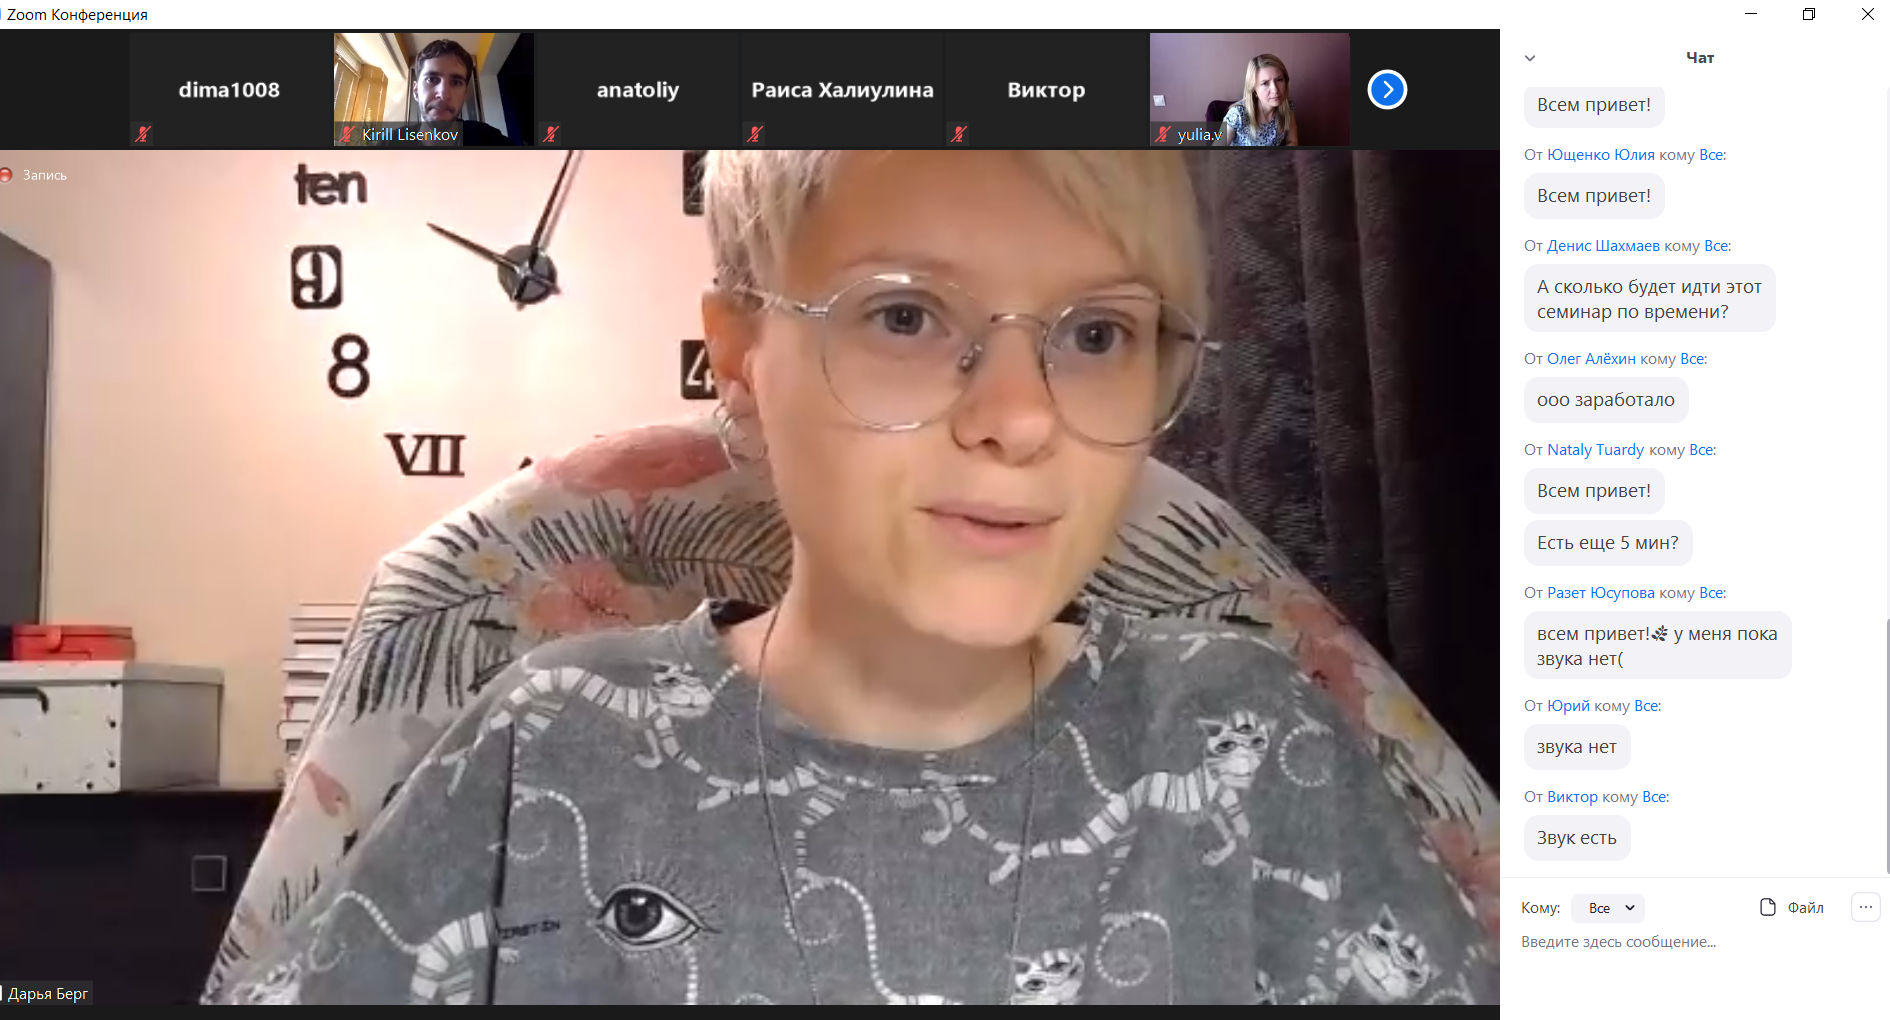 Zoom Конференция
dima1008
Kirill Lisenkov
anatoliy
Раиса Халиулина
Виктор
yulia.v
Запись
ten
9
8
VII
4
Дарья Берг
Чат
Всем привет!
От Ющенко Юлия кому Все:
Всем привет!
От Денис Шахмаев кому Все:
А сколько будет идти этот
семинар по времени?
От Олег Алёхин кому Все:
ооо заработало
От Nataly Tuardy кому Все:
Всем привет!
Есть еще 5 мин?
От Разет Юсупова кому Все:
всем привет!🌿 у меня пока
звука нет(
От Юрий кому Все:
звука нет
От Виктор кому Все:
Звук есть
Кому: Все
Файл
Введите здесь сообщение...